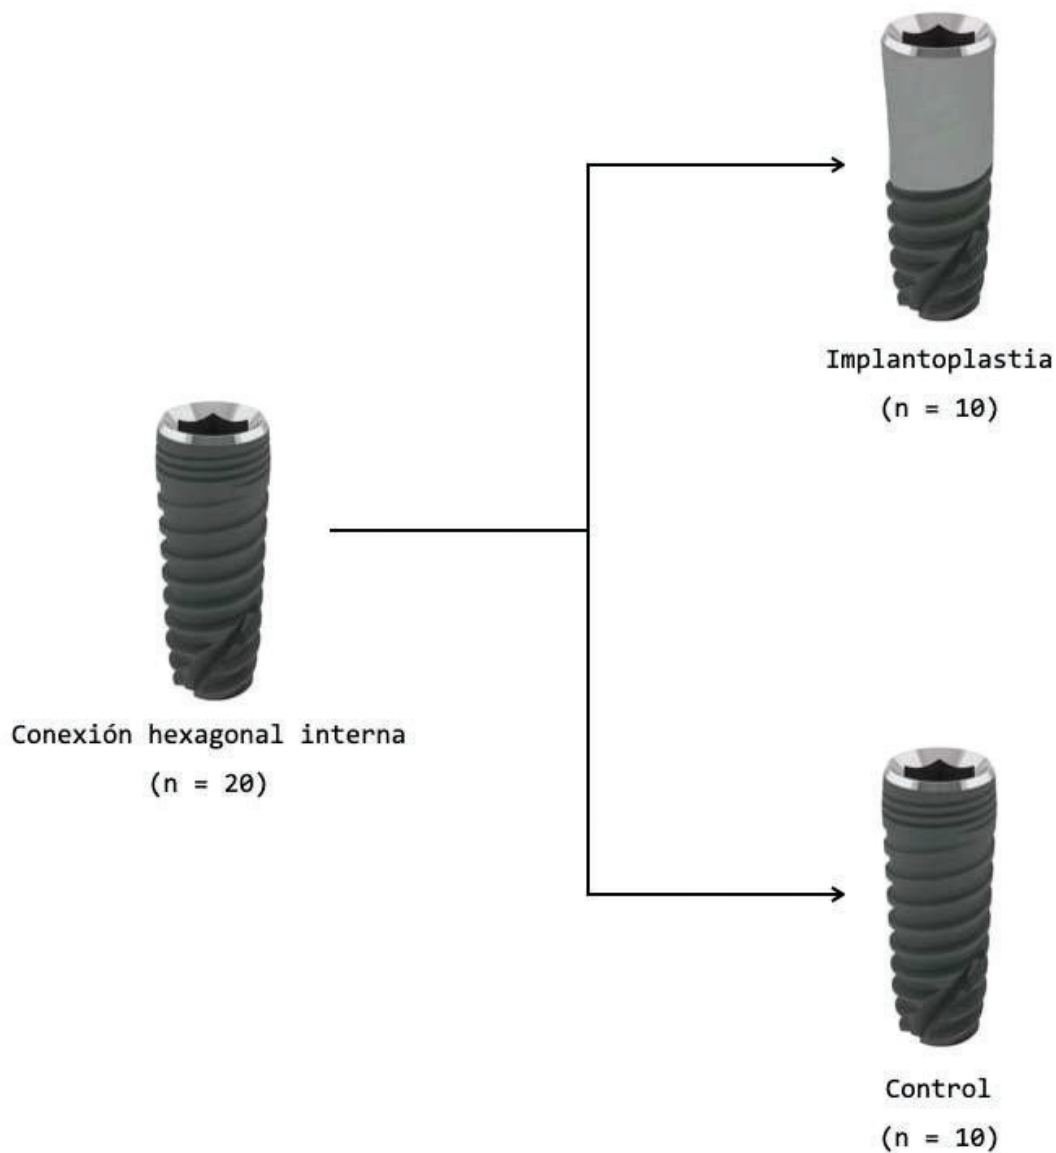 Implantoplastia
(n = 10)
Conexión hexagonal interna
(n = 20)
Control
(n = 10)